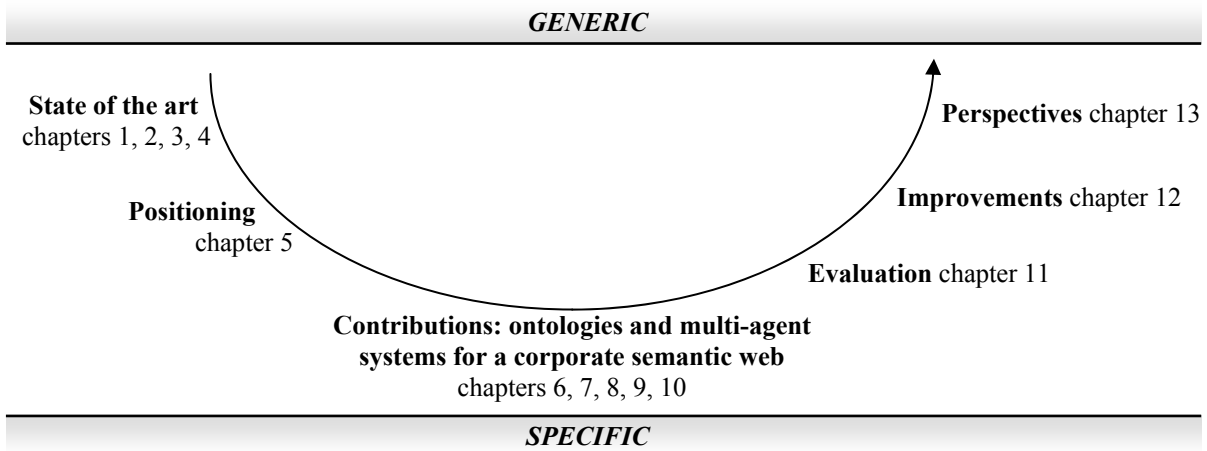 GENERIC
State of the art
chapters 1, 2, 3, 4
Positioning
chapter 5
Contributions: ontologies and multi-agent
systems for a corporate semantic web
chapters 6, 7, 8, 9, 10
Evaluation chapter 11
Improvements chapter 12
Perspectives chapter 13
SPECIFIC